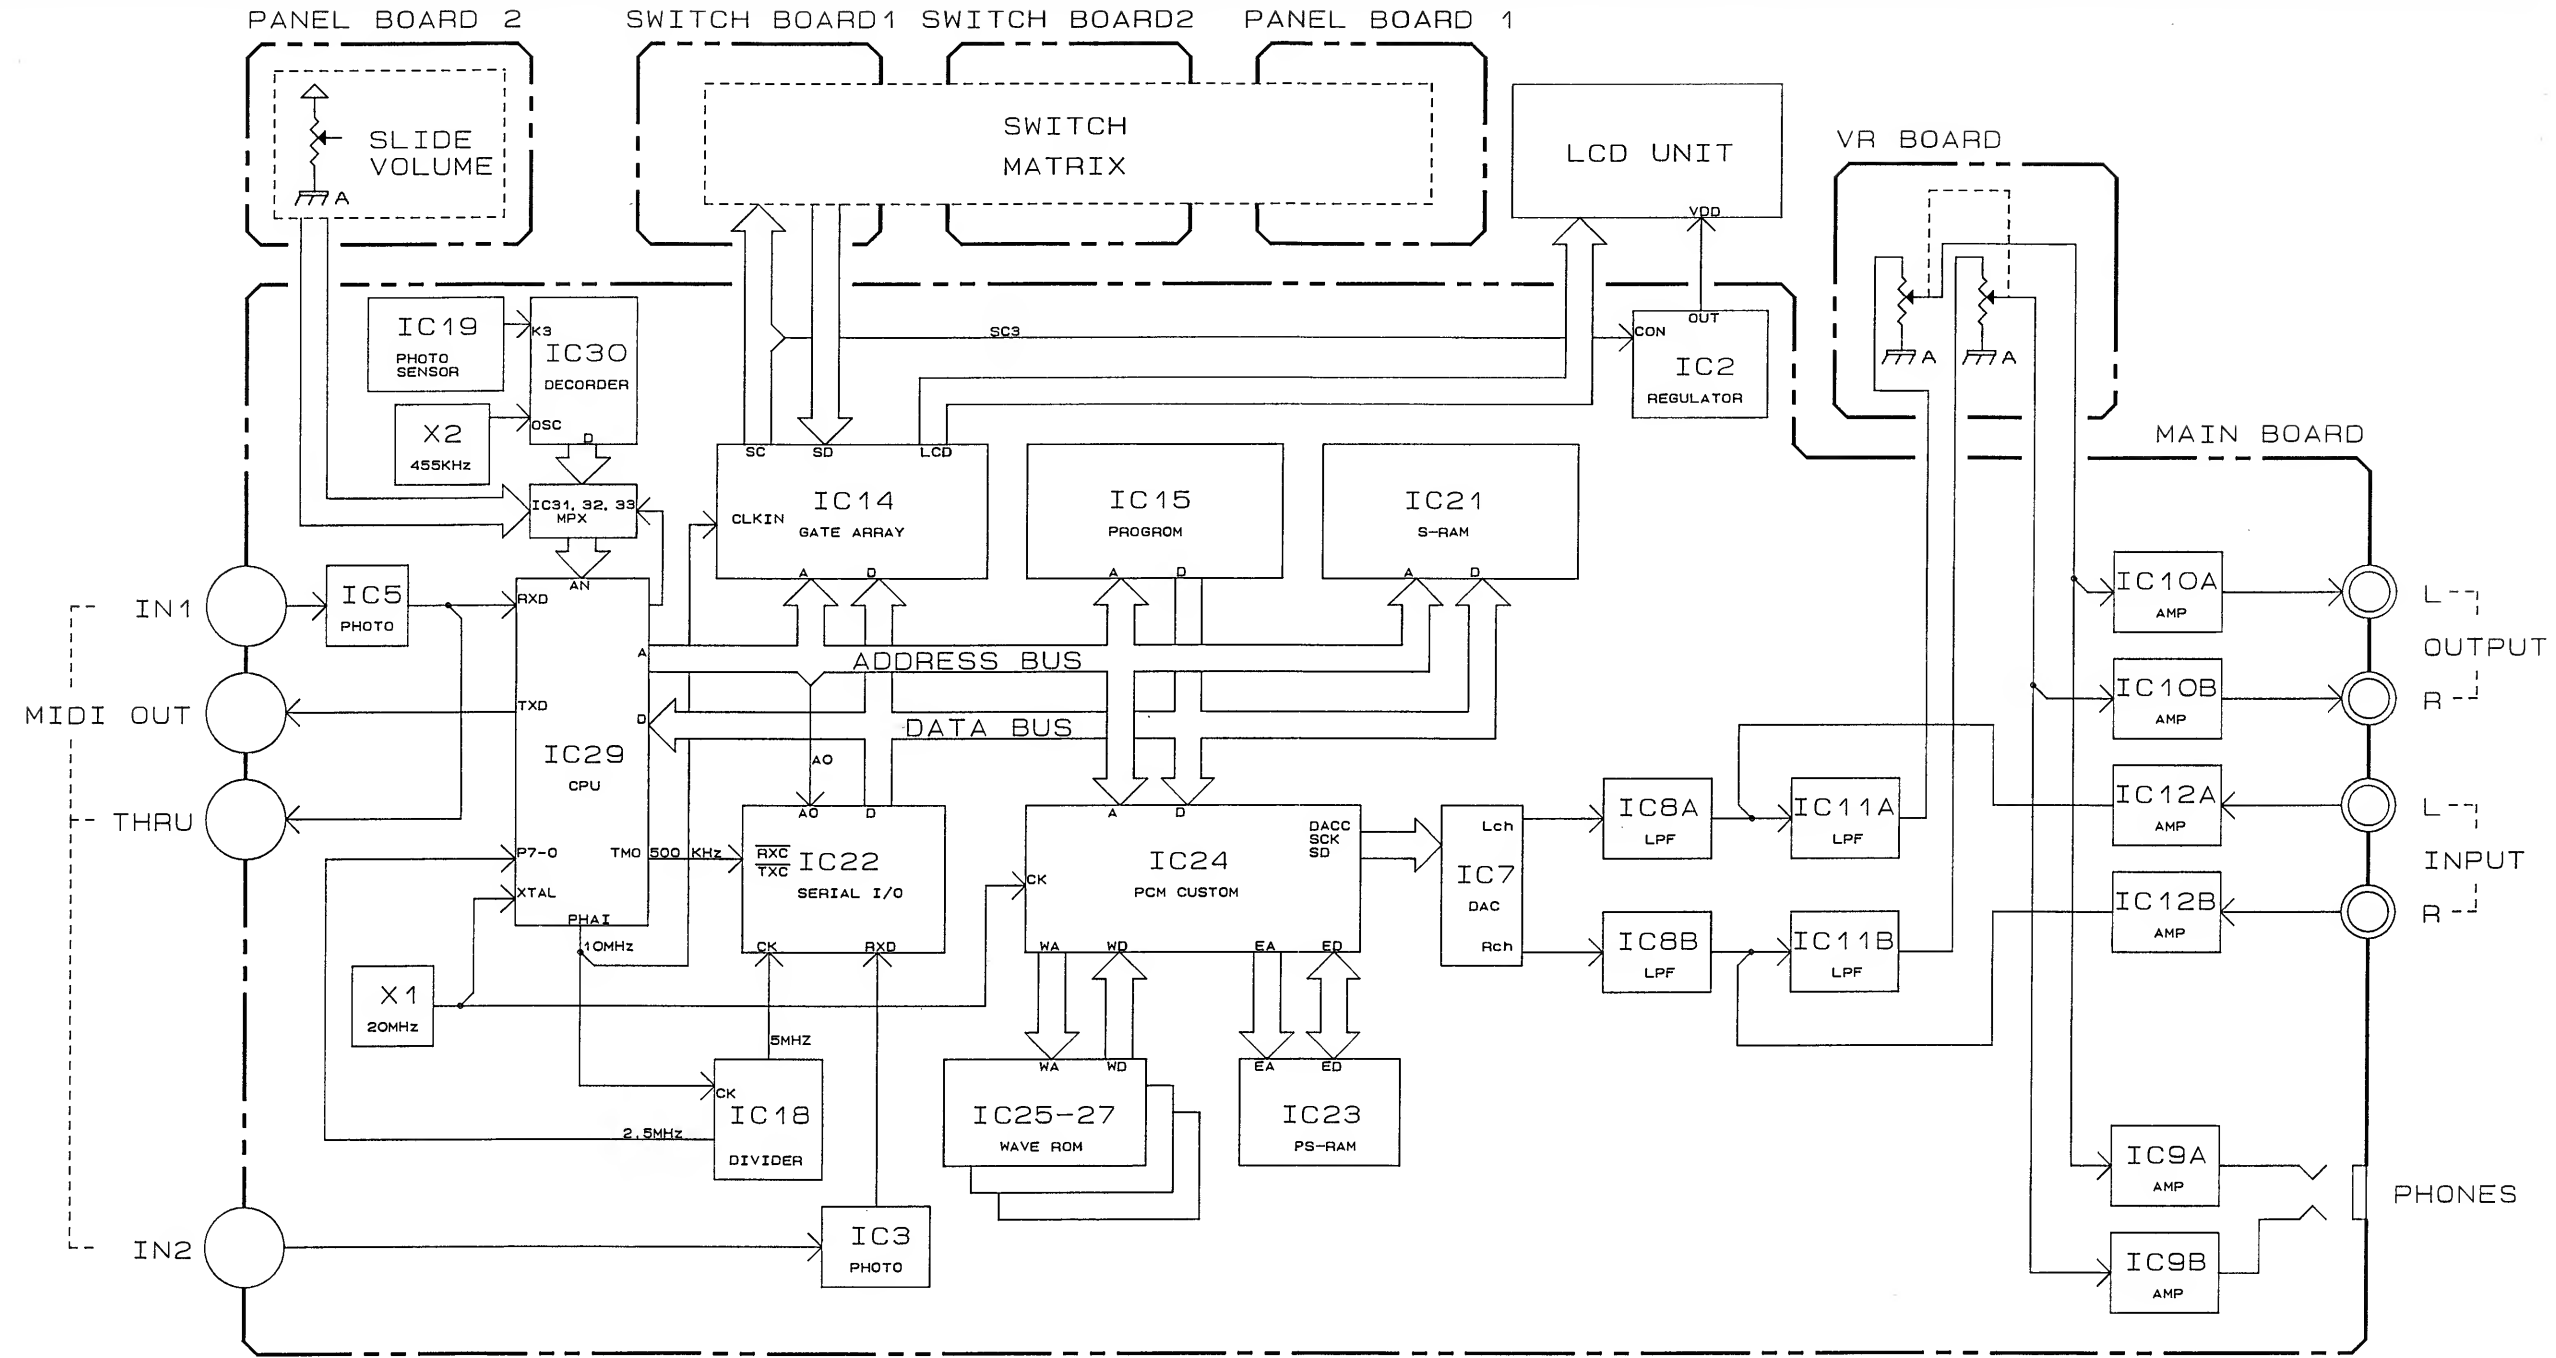 PANEL BOARD 2
SWITCH BOARD1
SWITCH BOARD2
PANEL BOARD 1
SLIDE
VOLUME
A
SWITCH
MATRIX
LCD UNIT
VDD
VR BOARD
A
A
MAIN BOARD
IC19
PHOTO
SENSOR
K3
IC30
DECORDER
OSC
D
X2
455KHz
IC31, 32, 33
MPX
SC3
CON
OUT
IC2
REGULATOR
SC
SD
LCD
CLKIN
IC14
GATE ARRAY
A
D
IC15
PROGROM
A
D
IC21
S-RAM
A
D
IN1
IC5
PHOTO
MIDI OUT
THRU
AN
RXD
A
TXD
D
IC29
CPU
P7-0
TMO
XTAL
PHAI
500 KHz
10MHz
ADDRESS BUS
DATA BUS
AO
AO
D
RXC
TXC
IC22
SERIAL I/O
CK
RXD
A
D
DACC
SCK
SD
IC24
PCM CUSTOM
CK
WA
WD
EA
ED
Lch
IC7
DAC
Rch
IC8A
LPF
IC11A
LPF
IC8B
LPF
IC11B
LPF
IC10A
AMP
L
OUTPUT
IC10B
AMP
R
IC12A
AMP
L
INPUT
IC12B
AMP
R
X1
20MHz
5MHZ
CK
IC18
DIVIDER
2.5MHz
WA
WD
IC25-27
WAVE ROM
EA
ED
IC23
PS-RAM
IC9A
AMP
PHONES
IN2
IC3
PHOTO
IC9B
AMP